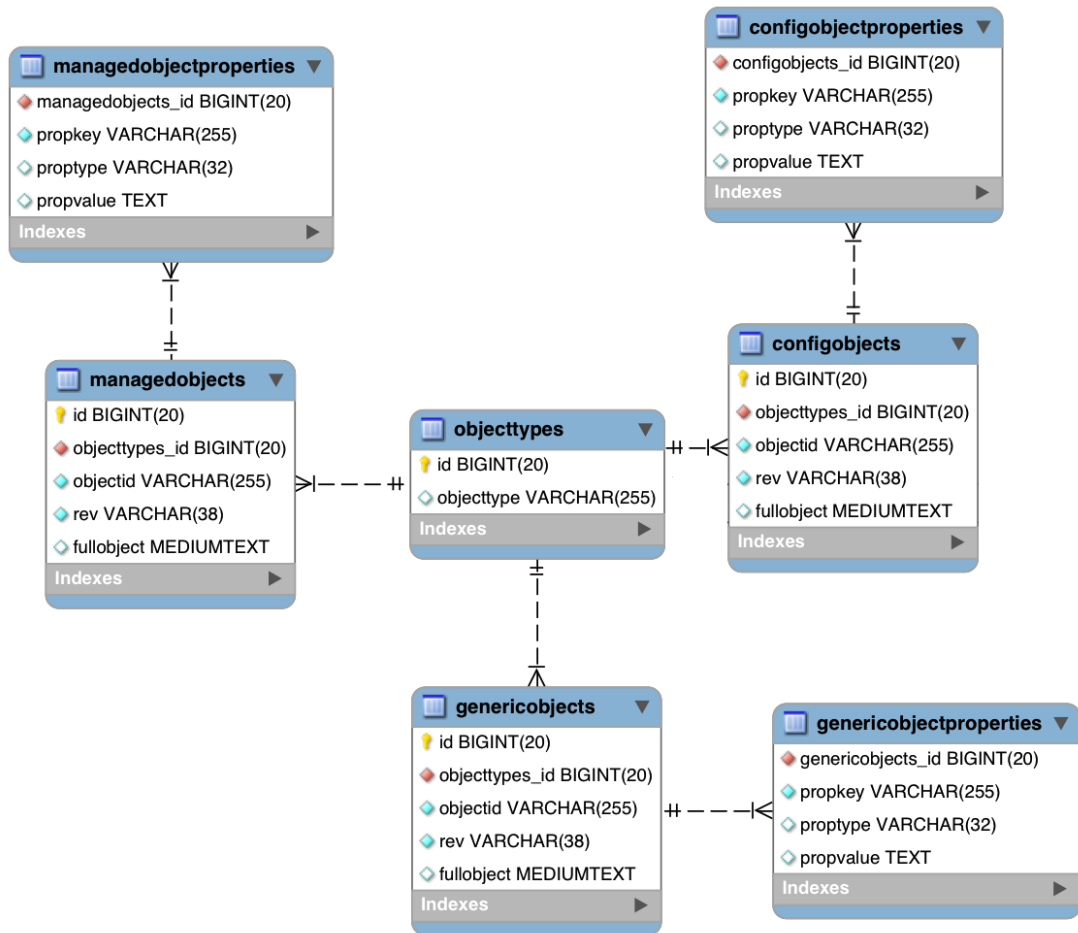 managedobjectproperties
managedobjects_id BIGINT(20)
propkey VARCHAR(255)
proptype VARCHAR(32)
propvalue TEXT
Indexes
configobjectproperties
configobjects_id BIGINT(20)
propkey VARCHAR(255)
proptype VARCHAR(32)
propvalue TEXT
Indexes
managedobjects
id BIGINT(20)
objecttypes_id BIGINT(20)
objectid VARCHAR(255)
rev VARCHAR(38)
fullobject MEDIUMTEXT
Indexes
objecttypes
id BIGINT(20)
objecttype VARCHAR(255)
Indexes
configobjects
id BIGINT(20)
objecttypes_id BIGINT(20)
objectid VARCHAR(255)
rev VARCHAR(38)
fullobject MEDIUMTEXT
Indexes
genericobjects
id BIGINT(20)
objecttypes_id BIGINT(20)
objectid VARCHAR(255)
rev VARCHAR(38)
fullobject MEDIUMTEXT
Indexes
genericobjectproperties
genericobjects_id BIGINT(20)
propkey VARCHAR(255)
proptype VARCHAR(32)
propvalue TEXT
Indexes